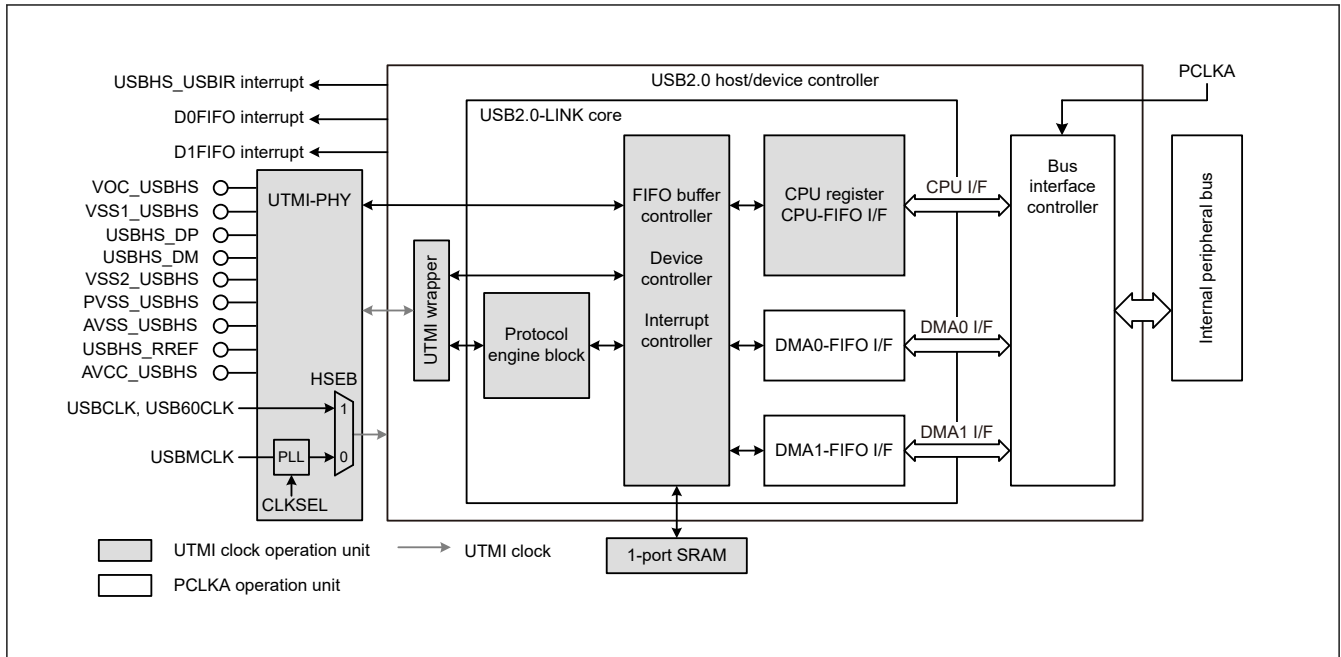 USB2.0 host/device controller
USB2.0-LINK core
PCLKA
USBHS_USBIR interrupt
D0FIFO interrupt
D1FIFO interrupt
VOC_USBHS
VSS1_USBHS
USBHS_DP
USBHS_DM
VSS2_USBHS
PVSS_USBHS
AVSS_USBHS
USBHS_RREF
AVCC_USBHS
USBCLK, USB60CLK
USBMCLK
UTMI-PHY
HSEB
1
0
PLL
CLKSEL
UTMI wrapper
Protocol
engine block
FIFO buffer
controller
Device
controller
Interrupt
controller
CPU register
CPU-FIFO I/F
DMA0-FIFO I/F
DMA1-FIFO I/F
CPU I/F
DMA0 I/F
DMA1 I/F
Bus
interface
controller
Internal peripheral bus
1-port SRAM
UTMI clock operation unit
UTMI clock
PCLKA operation unit